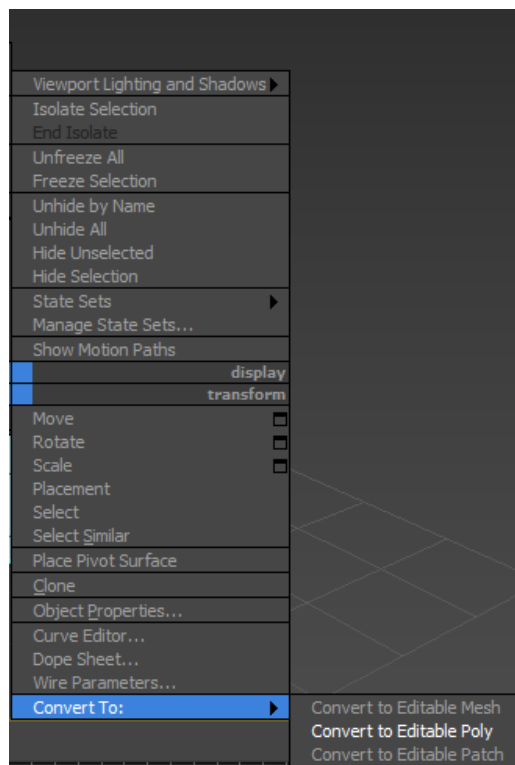 Viewport Lighting and Shadows
Isolate Selection
End Isolate
Unfreeze All
Freeze Selection
Unhide by Name
Unhide All
Hide Unselected
Hide Selection
State Sets
Manage State Sets...
Show Motion Paths
display
transform
Move
Rotate
Scale
Placement
Select
Select Similar
Place Pivot Surface
Clone
Object Properties...
Curve Editor...
Dope Sheet...
Wire Parameters...
Convert To:
Convert to Editable Mesh
Convert to Editable Poly
Convert to Editable Patch